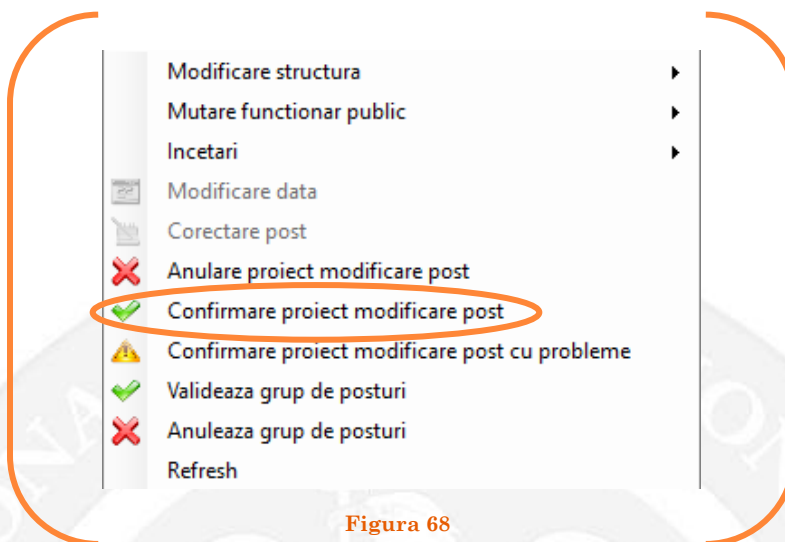 Modificare structura
Mutare functionar public
Incetari
Modificare data
Corectare post
Anulare proiect modificare post
Confirmare proiect modificare post
Confirmare proiect modificare post cu probleme
Valideaza grup de posturi
Anuleaza grup de posturi
Refresh
Figura 68